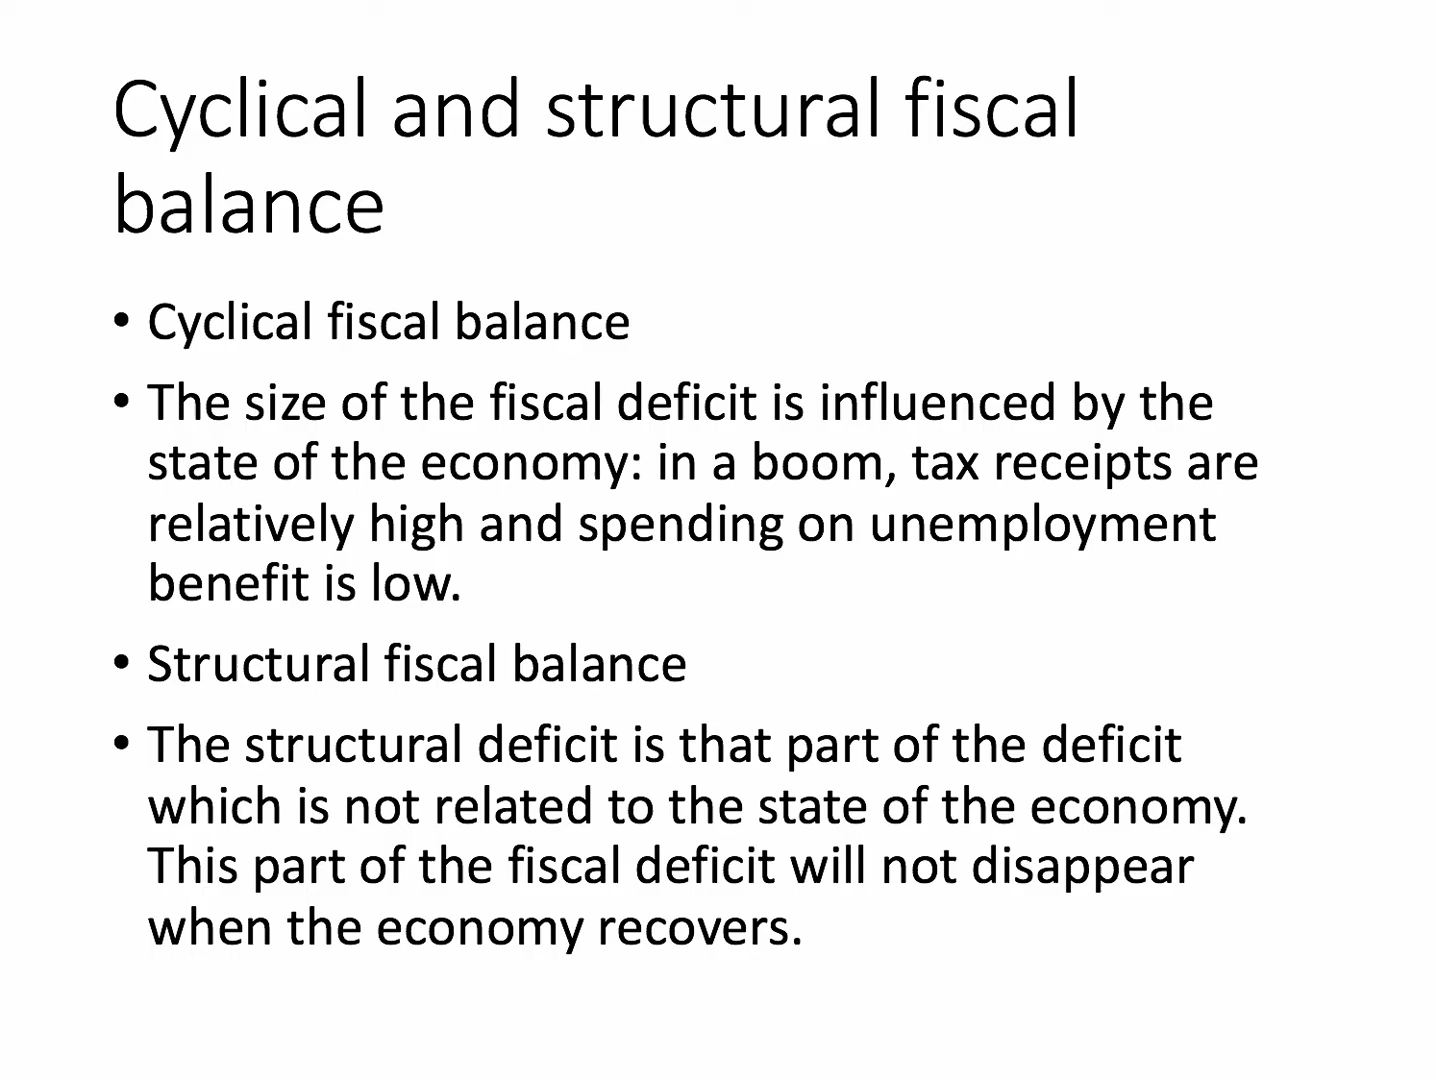 Cyclical and structural fiscal
balance
• Cyclical fiscal balance
• The size of the fiscal deficit is influenced by the
state of the economy: in a boom, tax receipts are
relatively high and spending on unemployment
benefit is low.
• Structural fiscal balance
• The structural deficit is that part of the deficit
which is not related to the state of the economy.
This part of the fiscal deficit will not disappear
when the economy recovers.